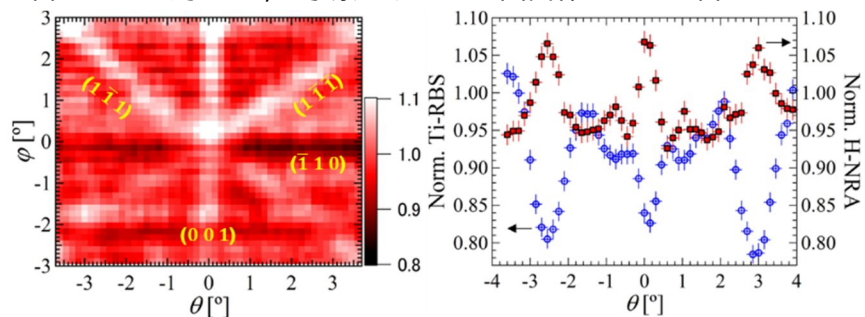 3
2
1
0
-1
-2
-3
φ [º]
(1 1̄ 1)
(1 1 1)
(1̄ 1 0)
(0 0 1)
-3 -2 -1 0 1 2 3
θ [º]
1.1
1.0
0.9
0.8
Norm. Ti-RBS
1.10
1.05
1.00
0.95
0.90
0.85
0.80
-4 -3 -2 -1 0 1 2 3 4
θ [º]
1.10
1.05
1.00
0.95
0.90
0.85
0.80
Norm. H-NRA